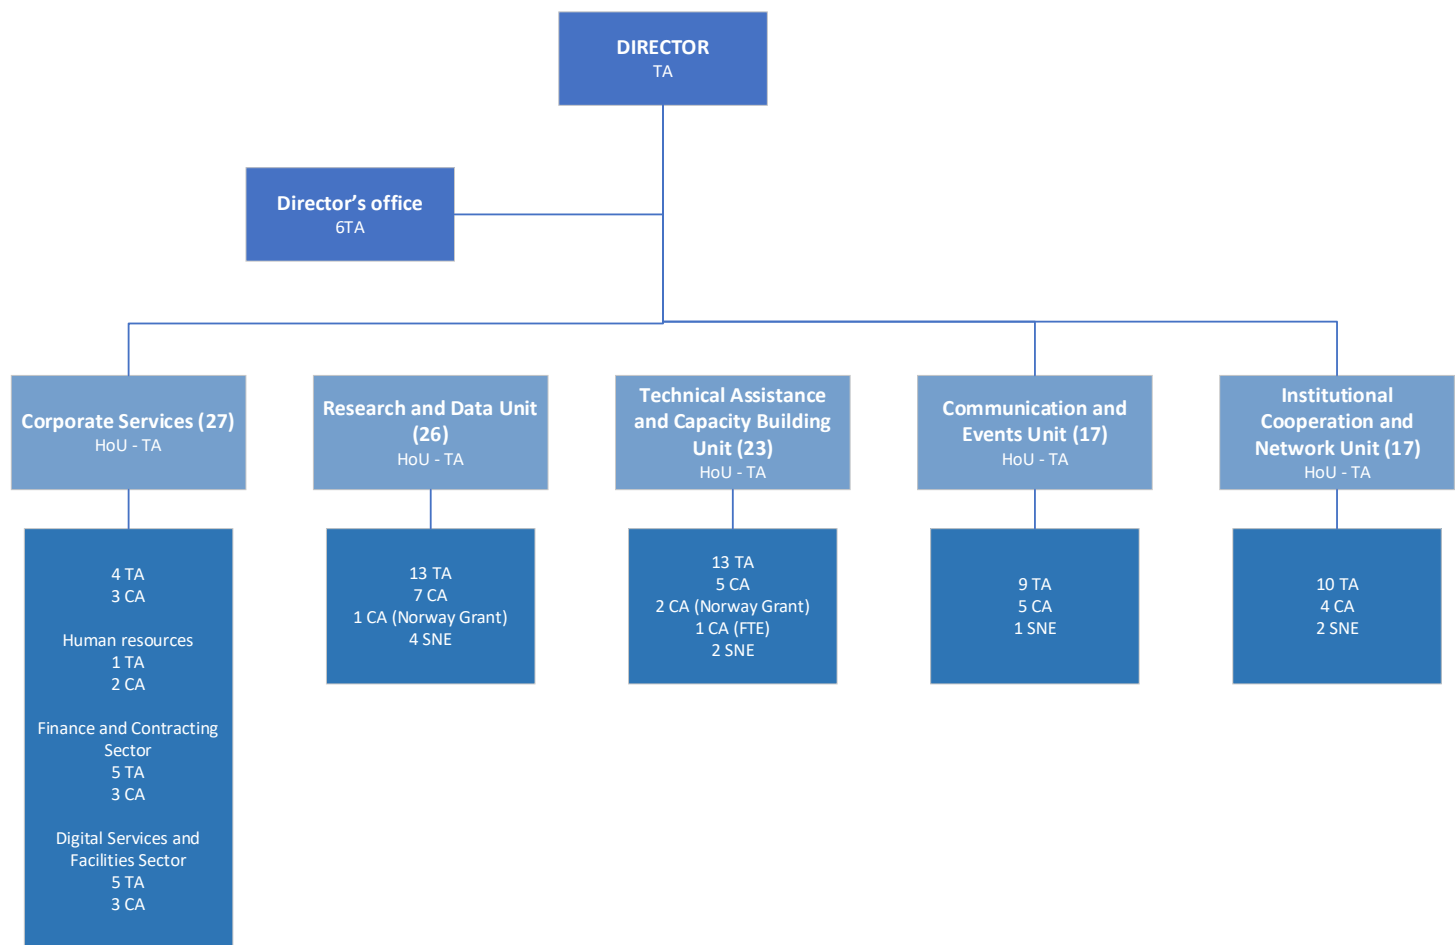 DIRECTOR
TA
Director’s office
6TA
Corporate Services (27)
HoU - TA
Research and Data Unit
(26)
HoU - TA
Technical Assistance
and Capacity Building
Unit (23)
HoU - TA
Communication and
Events Unit (17)
HoU - TA
Institutional
Cooperation and
Network Unit (17)
HoU - TA
4 TA
3 CA
Human resources
1 TA
2 CA
Finance and Contracting
Sector
5 TA
3 CA
Digital Services and
Facilities Sector
5 TA
3 CA
13 TA
7 CA
1 CA (Norway Grant)
4 SNE
13 TA
5 CA
2 CA (Norway Grant)
1 CA (FTE)
2 SNE
9 TA
5 CA
1 SNE
10 TA
4 CA
2 SNE